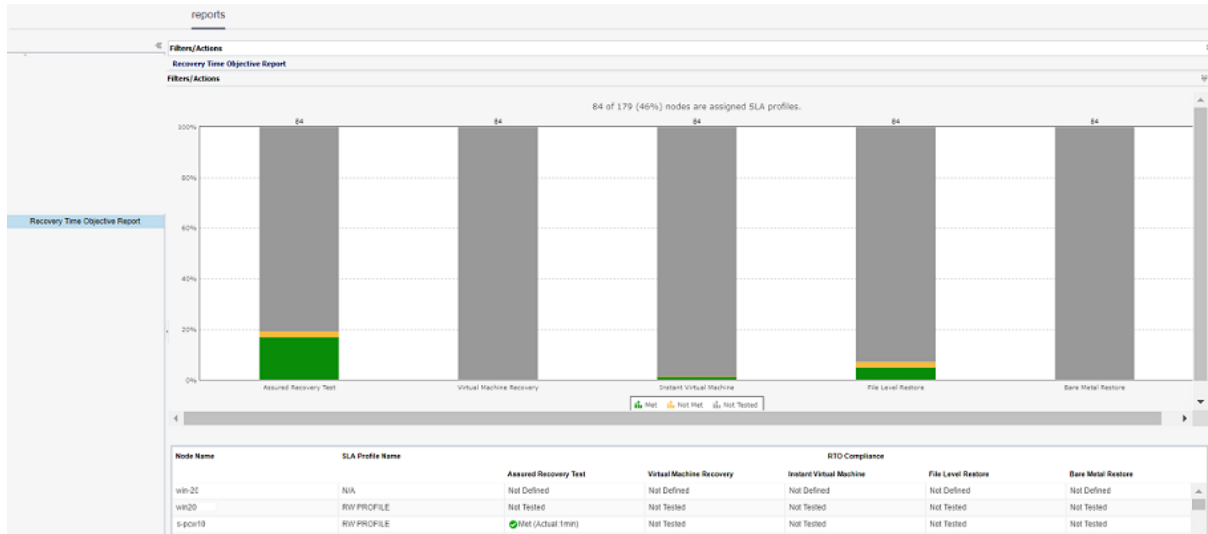 reports
Filters/Actions
Recovery Time Objective Report
Filters/Actions
84 of 179 (46%) nodes are assigned SLA profiles.
84 84 84 84 84
100%
80%
60%
40%
20%
0%
Recovery Time Objective Report
Assured Recovery Test Virtual Machine Recovery Instant Virtual Machine File Level Restore Bare Metal Restore
Met Not Met Not Tested
Node Name SLA Profile Name RTO Compliance
Assured Recovery Test Virtual Machine Recovery Instant Virtual Machine File Level Restore Bare Metal Restore
win-2 N/A Not Defined Not Defined Not Defined Not Defined Not Defined
win20 RW PROFILE Not Tested Not Tested Not Tested Not Tested Not Tested
s-pcw10 RW PROFILE Met (Actual:1min) Not Tested Not Tested Not Tested Not Tested